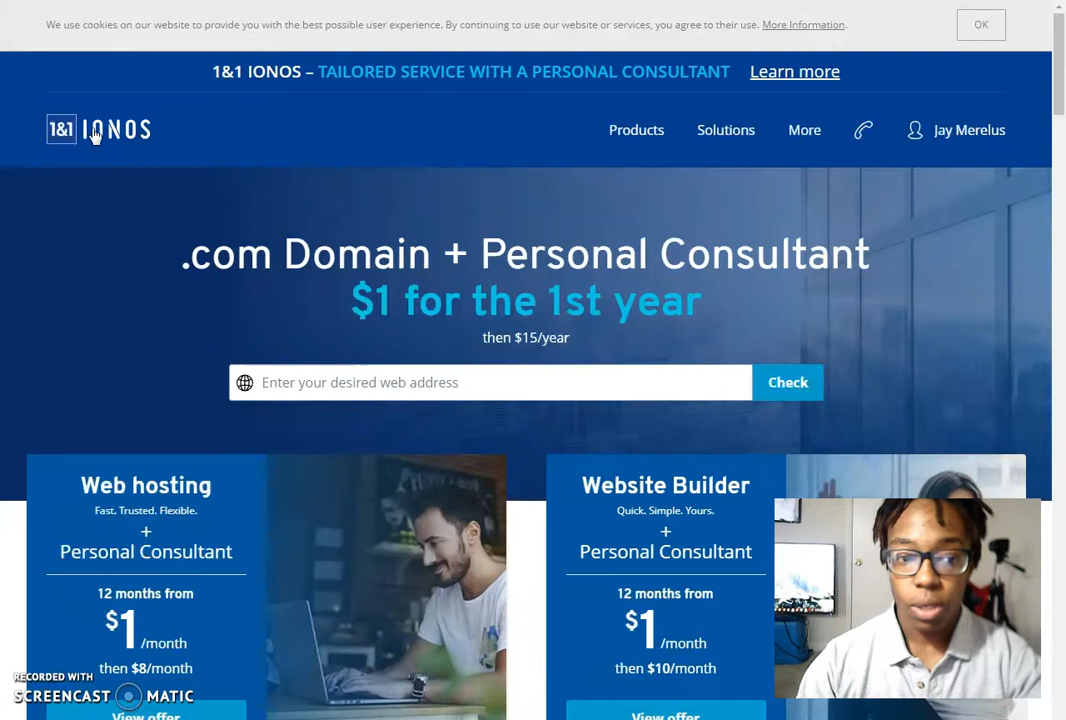 We use cookies on our website to provide you with the best possible user experience. By continuing to use our website or services, you agree to their use. More Information.
OK
1&1 IONOS – TAILORED SERVICE WITH A PERSONAL CONSULTANT Learn more
1&1 IONOS
Products Solutions More Jay Merelus
.com Domain + Personal Consultant
$1 for the 1st year
then $15/year
Enter your desired web address Check
Web hosting
Fast. Trusted. Flexible.
+
Personal Consultant
12 months from
$1/month
then $8/month
View offer
Website Builder
Quick. Simple. Yours.
+
Personal Consultant
12 months from
$1/month
then $10/month
View offer
RECORDED WITH
SCREENCAST MATIC